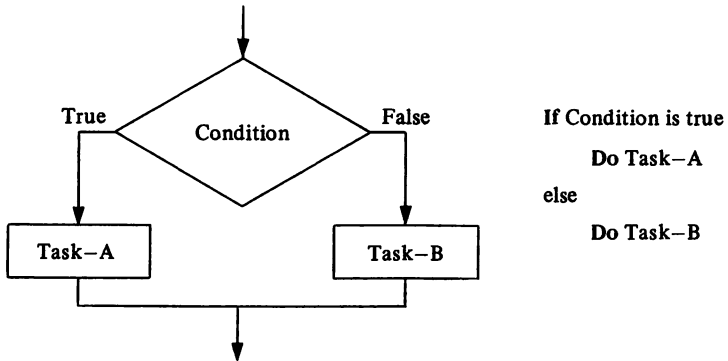 True
False
Condition
Task–A
Task–B
If Condition is true
Do Task–A
else
Do Task–B